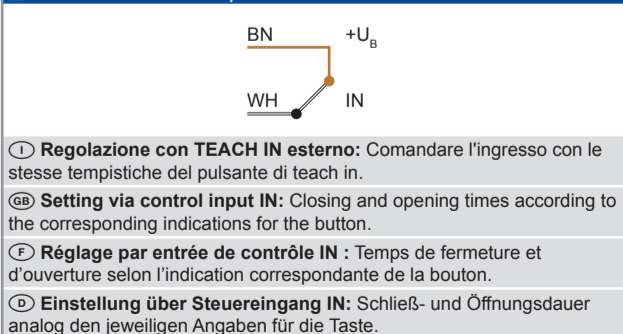 BN +U_B
WH IN
(I) Regolazione con TEACH IN esterno: Comandare l'ingresso con le
stesse tempistiche del pulsante di teach in.
(GB) Setting via control input IN: Closing and opening times according to
the corresponding indications for the button.
(F) Réglage par entrée de contrôle IN : Temps de fermeture et
d'ouverture selon l'indication correspondante de la bouton.
(D) Einstellung über Steuereingang IN: Schließ- und Öffnungsdauer
analog den jeweiligen Angaben für die Taste.